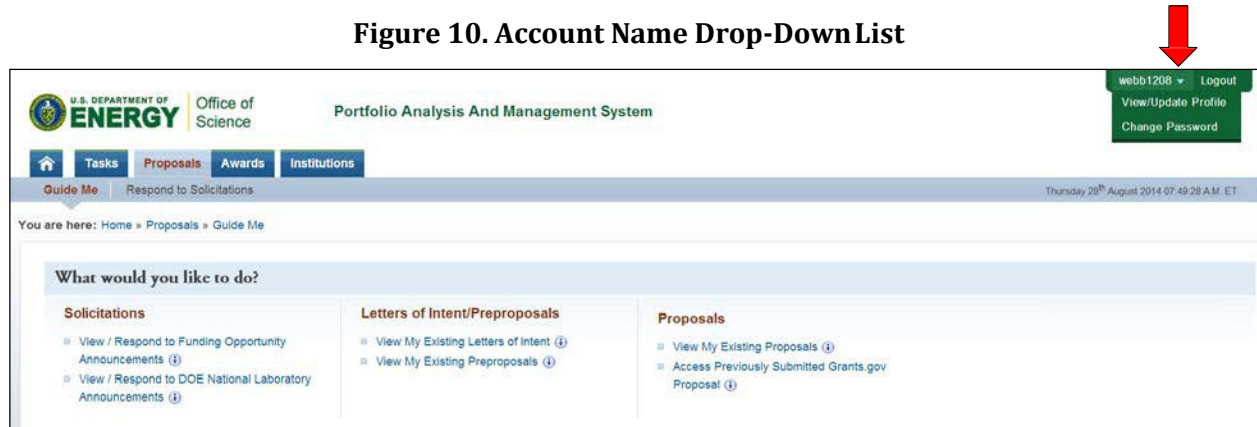 Figure 10. Account Name Drop-Down List
webb1208 Logout
View/Update Profile
Change Password
U.S. DEPARTMENT OF
ENERGY
Office of
Science
Portfolio Analysis And Management System
Tasks Proposals Awards Institutions
Guide Me Respond to Solicitations
Thursday 28th August 2014 07:49:28 A.M. ET
You are here: Home » Proposals » Guide Me
What would you like to do?
Solicitations
View / Respond to Funding Opportunity
Announcements
View / Respond to DOE National Laboratory
Announcements
Letters of Intent/Preproposals
View My Existing Letters of Intent
View My Existing Preproposals
Proposals
View My Existing Proposals
Access Previously Submitted Grants.gov
Proposal